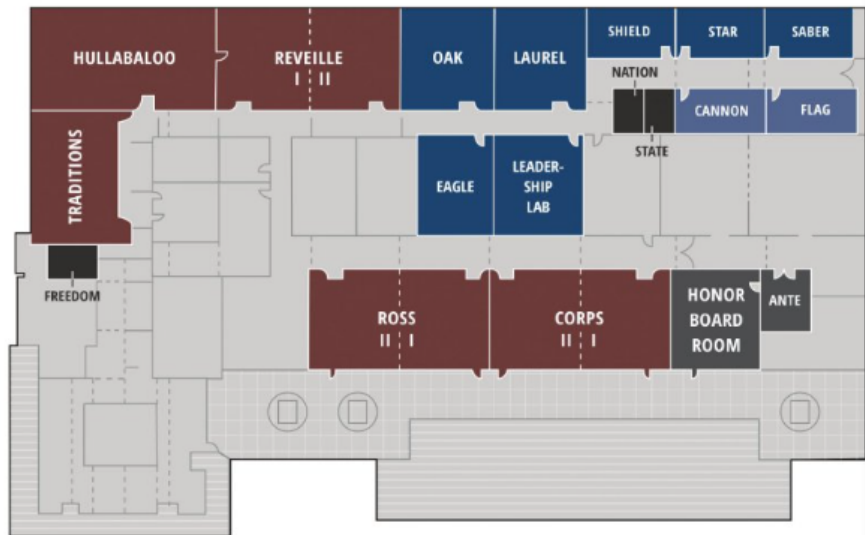 HULLABALOO
REVEILLE
I II
OAK
LAUREL
SHIELD
STAR
SABER
NATION
STATE
CANNON
FLAG
TRADITIONS
EAGLE
LEADER-
SHIP
LAB
FREEDOM
ROSS
II I
CORPS
II I
HONOR
BOARD
ROOM
ANTE